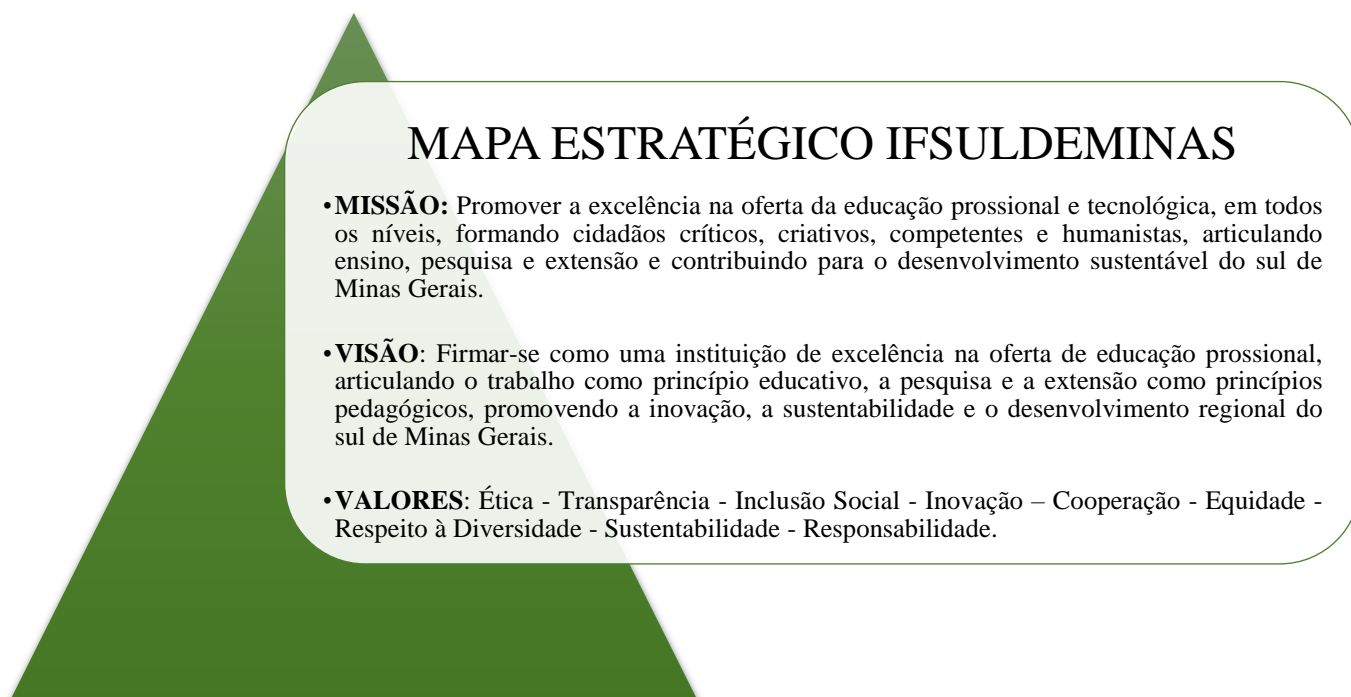 MAPA ESTRATÉGICO IFSULDEMINAS
•MISSÃO: Promover a excelência na oferta da educação prossional e tecnológica, em todos
os níveis, formando cidadãos críticos, criativos, competentes e humanistas, articulando
ensino, pesquisa e extensão e contribuindo para o desenvolvimento sustentável do sul de
Minas Gerais.
•VISÃO: Firmar-se como uma instituição de excelência na oferta de educação prossional,
articulando o trabalho como princípio educativo, a pesquisa e a extensão como princípios
pedagógicos, promovendo a inovação, a sustentabilidade e o desenvolvimento regional do
sul de Minas Gerais.
•VALORES: Ética - Transparência - Inclusão Social - Inovação – Cooperação - Equidade -
Respeito à Diversidade - Sustentabilidade - Responsabilidade.